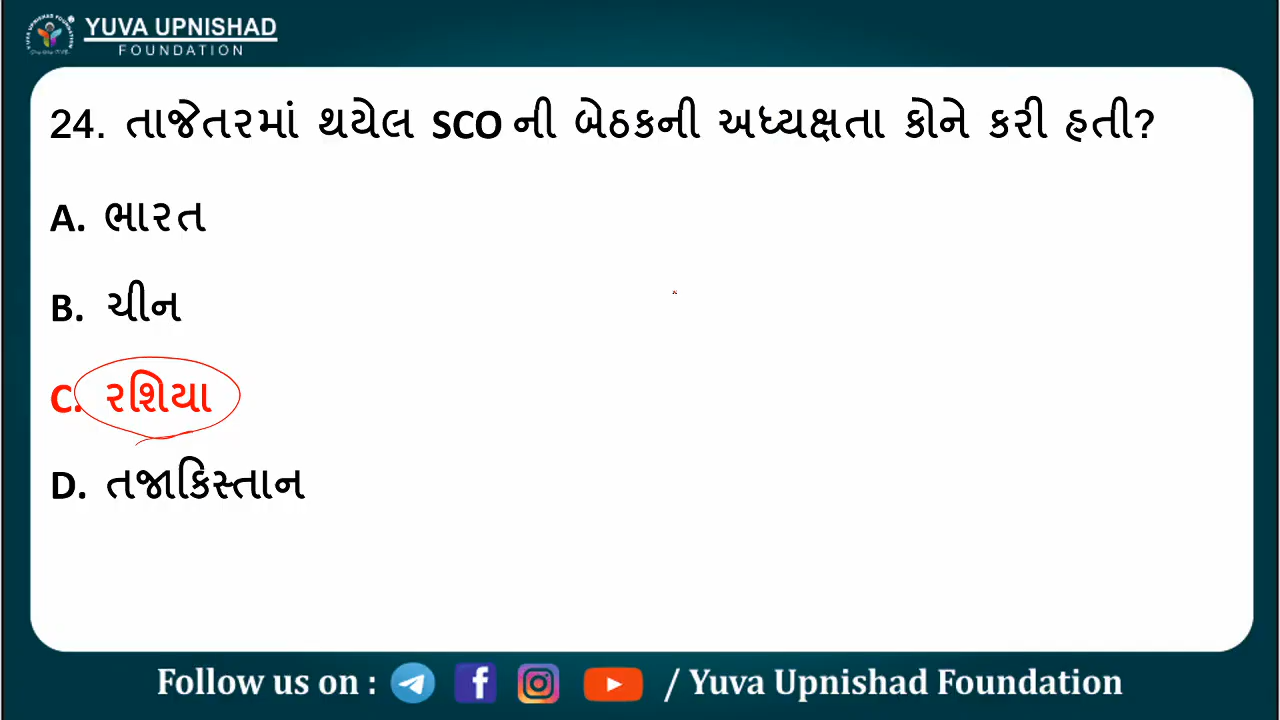 YUVA UPNISHAD
FOUNDATION
24. તાજેતરમાં થયેલ SCO ની બેઠકની અધ્યક્ષતા કોને કરી હતી?
A. ભારત
B. ચીન
C. રશિયા
D. તજાકિસ્તાન
Follow us on : / Yuva Upnishad Foundation